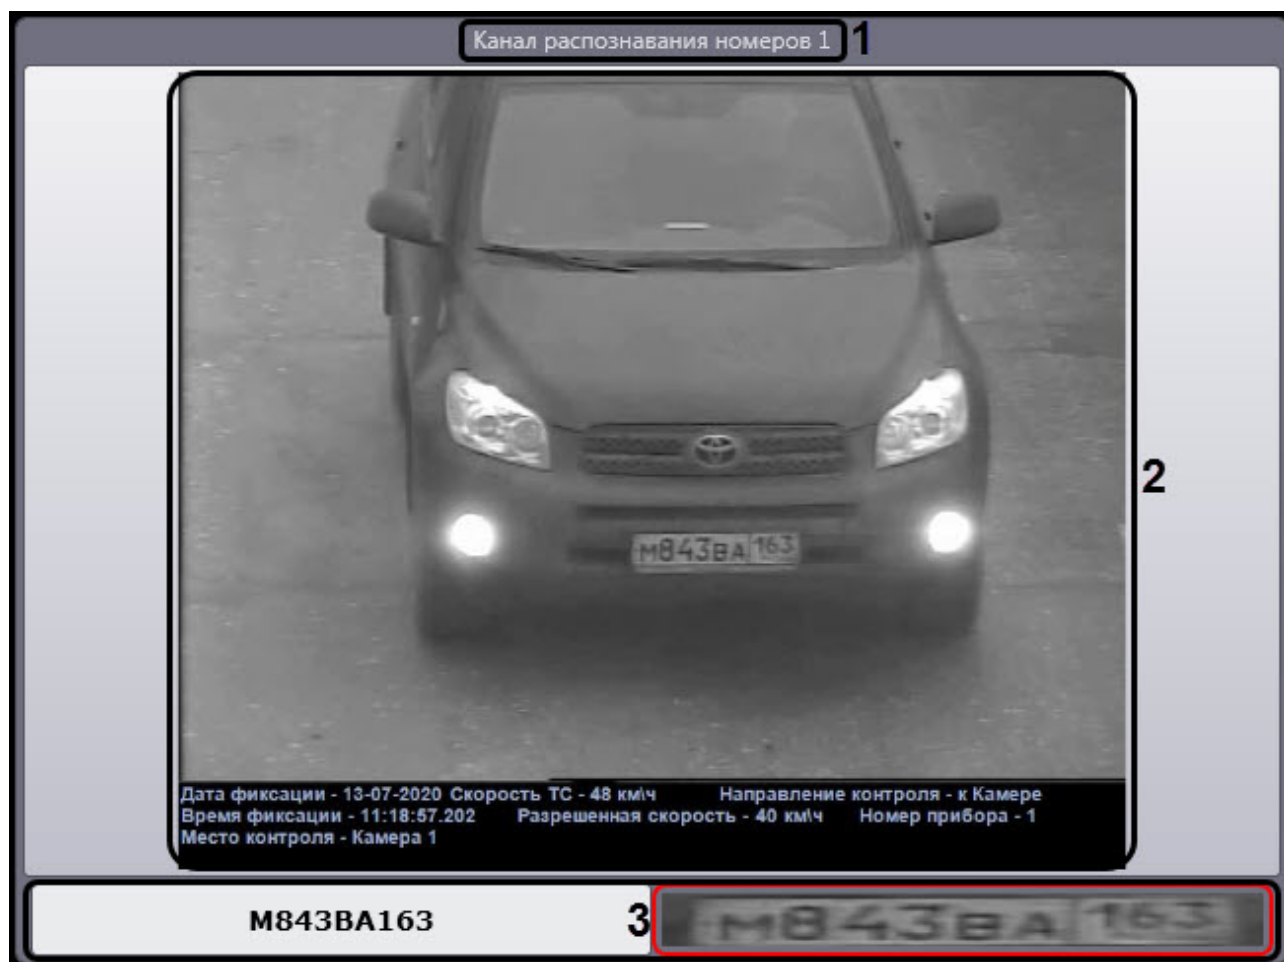 Канал распознавания номеров 1 1
2
М843ВА 163
Дата фиксации - 13-07-2020 Скорость ТС - 48 км\ч Направление контроля - к Камере
Время фиксации - 11:18:57.202 Разрешенная скорость - 40 км\ч Номер прибора - 1
Место контроля - Камера 1
М843ВА163 3 М843ВА 163